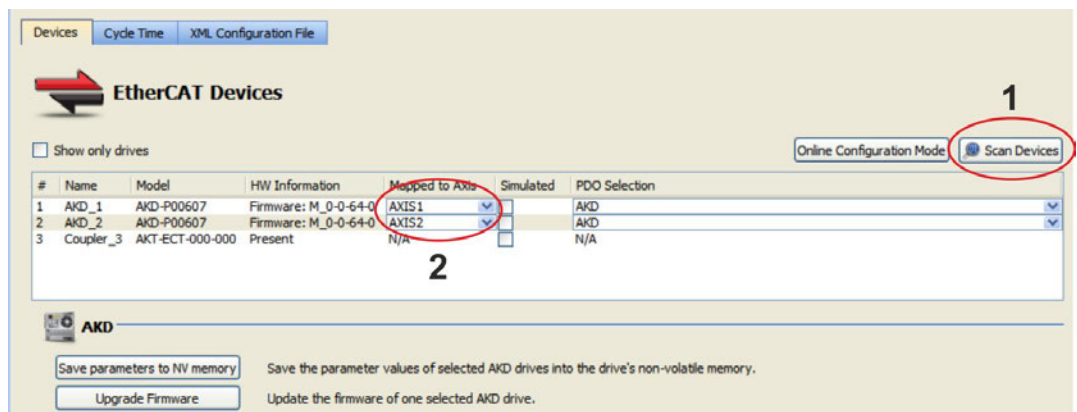 Devices Cycle Time XML Configuration File
EtherCAT Devices
1
Show only drives Online Configuration Mode Scan Devices
# Name Model HW Information Mapped to Axis Simulated PDO Selection
1 AKD_1 AKD-P00607 Firmware: M_0-0-64-0 AXIS1 AKD
2 AKD_2 AKD-P00607 Firmware: M_0-0-64-0 AXIS2 AKD
3 Coupler_3 AKT-ECT-000-000 Present N/A N/A
2
AKD
Save parameters to NV memory Save the parameter values of selected AKD drives into the drive's non-volatile memory.
Upgrade Firmware Update the firmware of one selected AKD drive.